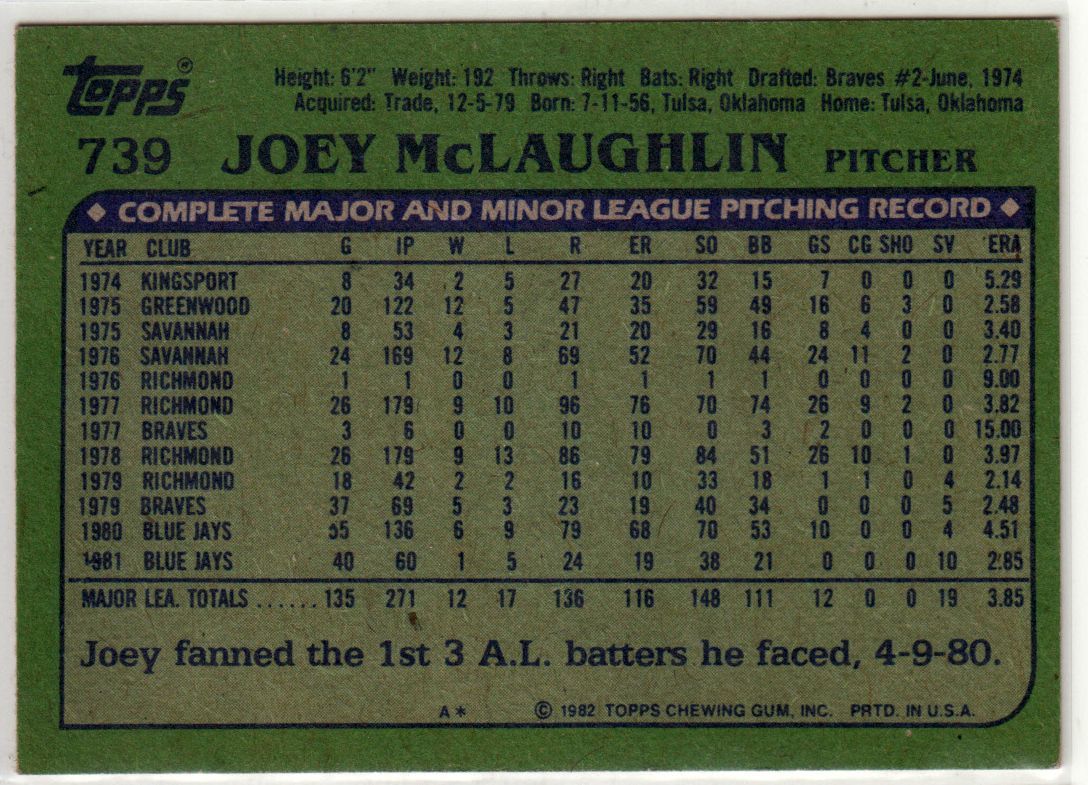 TOPPS®
Height: 6'2" Weight: 192 Throws: Right Bats: Right Drafted: Braves #2-June, 1974
Acquired: Trade, 12-5-79 Born: 7-11-56, Tulsa, Oklahoma Home: Tulsa, Oklahoma
739 JOEY McLAUGHLIN PITCHER
◆ COMPLETE MAJOR AND MINOR LEAGUE PITCHING RECORD ◆
YEAR CLUB G IP W L R ER SO BB GS CG SHO SV ERA
1974 KINGSPORT 8 34 2 5 27 20 32 15 7 0 0 0 5.29
1975 GREENWOOD 20 122 12 5 47 35 59 49 16 6 3 0 2.58
1975 SAVANNAH 8 53 4 3 21 20 29 16 8 4 0 0 3.40
1976 SAVANNAH 24 169 12 8 69 52 70 44 24 11 2 0 2.77
1976 RICHMOND 1 1 0 0 1 1 1 1 0 0 0 0 9.00
1977 RICHMOND 26 179 9 10 96 76 70 74 26 9 2 0 3.82
1977 BRAVES 3 6 0 0 10 10 0 3 2 0 0 0 15.00
1978 RICHMOND 26 179 9 13 86 79 84 51 26 10 1 0 3.97
1979 RICHMOND 18 42 2 2 16 10 33 18 1 1 0 4 2.14
1979 BRAVES 37 69 5 3 23 19 40 34 0 0 0 5 2.48
1980 BLUE JAYS 55 136 6 9 79 68 70 53 10 0 0 4 4.51
1981 BLUE JAYS 40 60 1 5 24 19 38 21 0 0 0 10 2.85
MAJOR LEA. TOTALS ...... 135 271 12 17 136 116 148 111 12 0 0 19 3.85
Joey fanned the 1st 3 A.L. batters he faced, 4-9-80.
A* © 1982 TOPPS CHEWING GUM, INC. PRTD. IN U.S.A.